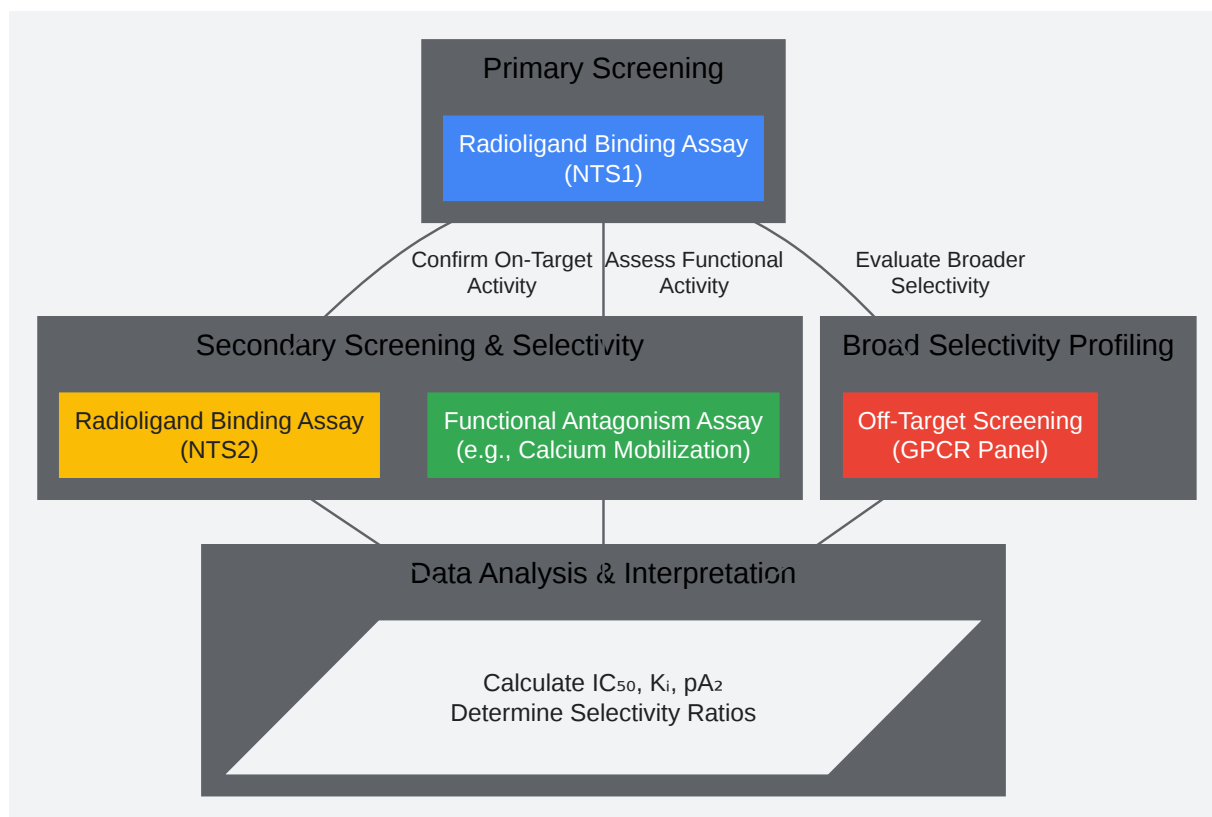 Primary Screening
Radioligand Binding Assay
(NTS1)
Confirm On-Target
Activity
Assess Functional
Activity
Evaluate Broader
Selectivity
Secondary Screening & Selectivity
Radioligand Binding Assay
(NTS2)
Functional Antagonism Assay
(e.g., Calcium Mobilization)
Broad Selectivity Profiling
Off-Target Screening
(GPCR Panel)
Data Analysis & Interpretation
Calculate IC₅₀, Kᵢ, pA₂
Determine Selectivity Ratios